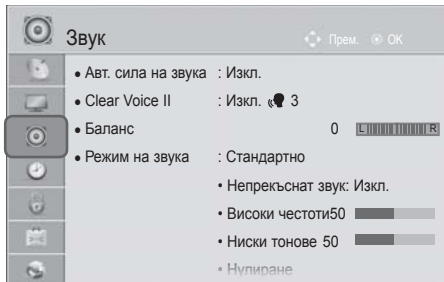 Звук Прем. OK
• Авт. сила на звука : Изкл.
• Clear Voice II : Изкл. 3
• Баланс 0 L R
• Режим на звука : Стандартно
• Непрекъснат звук: Изкл.
• Високи честоти50
• Ниски тонове 50
• Нулиране